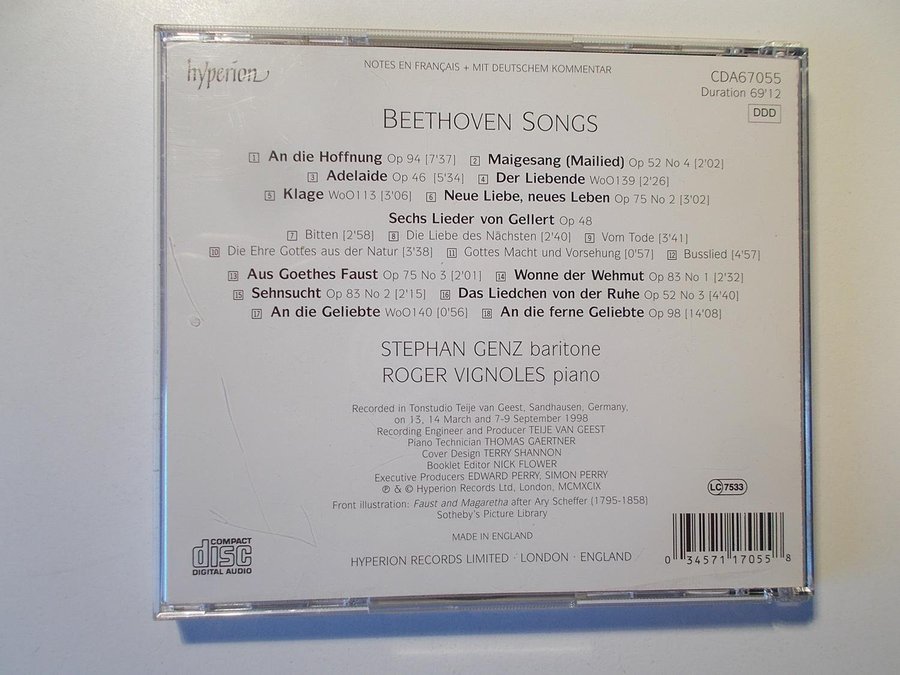 hyperion
NOTES EN FRANÇAIS + MIT DEUTSCHEM KOMMENTAR
CDA67055
Duration 69'12
DDD
BEETHOVEN SONGS
1 An die Hoffnung Op 94 [7'37] 2 Maigesang (Mailied) Op 52 No 4 [2'02]
3 Adelaide Op 46 [5'34] 4 Der Liebende WoO139 [2'26]
5 Klage WoO113 [3'06] 6 Neue Liebe, neues Leben Op 75 No 2 [3'02]
Sechs Lieder von Gellert Op 48
7 Bitten [2'58] 8 Die Liebe des Nächsten [2'40] 9 Vom Tode [3'41]
10 Die Ehre Gottes aus der Natur [3'38] 11 Gottes Macht und Vorsehung [0'57] 12 Busslied [4'57]
13 Aus Goethes Faust Op 75 No 3 [2'01] 14 Wonne der Wehmut Op 83 No 1 [2'32]
15 Sehnsucht Op 83 No 2 [2'15] 16 Das Liedchen von der Ruhe Op 52 No 3 [4'40]
17 An die Geliebte WoO140 [0'56] 18 An die ferne Geliebte Op 98 [14'08]
STEPHAN GENZ baritone
ROGER VIGNOLES piano
Recorded in Tonstudio Teije van Geest, Sandhausen, Germany,
on 13, 14 March and 7-9 September 1998
Recording Engineer and Producer TEIJE VAN GEEST
Piano Technician THOMAS GAERTNER
Cover Design TERRY SHANNON
Booklet Editor NICK FLOWER
Executive Producers EDWARD PERRY, SIMON PERRY
℗ & © Hyperion Records Ltd, London, MCMXCIX
Front illustration: Faust and Magaretha after Ary Scheffer (1795-1858)
Sotheby's Picture Library
LC 7533
MADE IN ENGLAND
HYPERION RECORDS LIMITED · LONDON · ENGLAND
COMPACT
disc
DIGITAL AUDIO
0 34571 17055 8